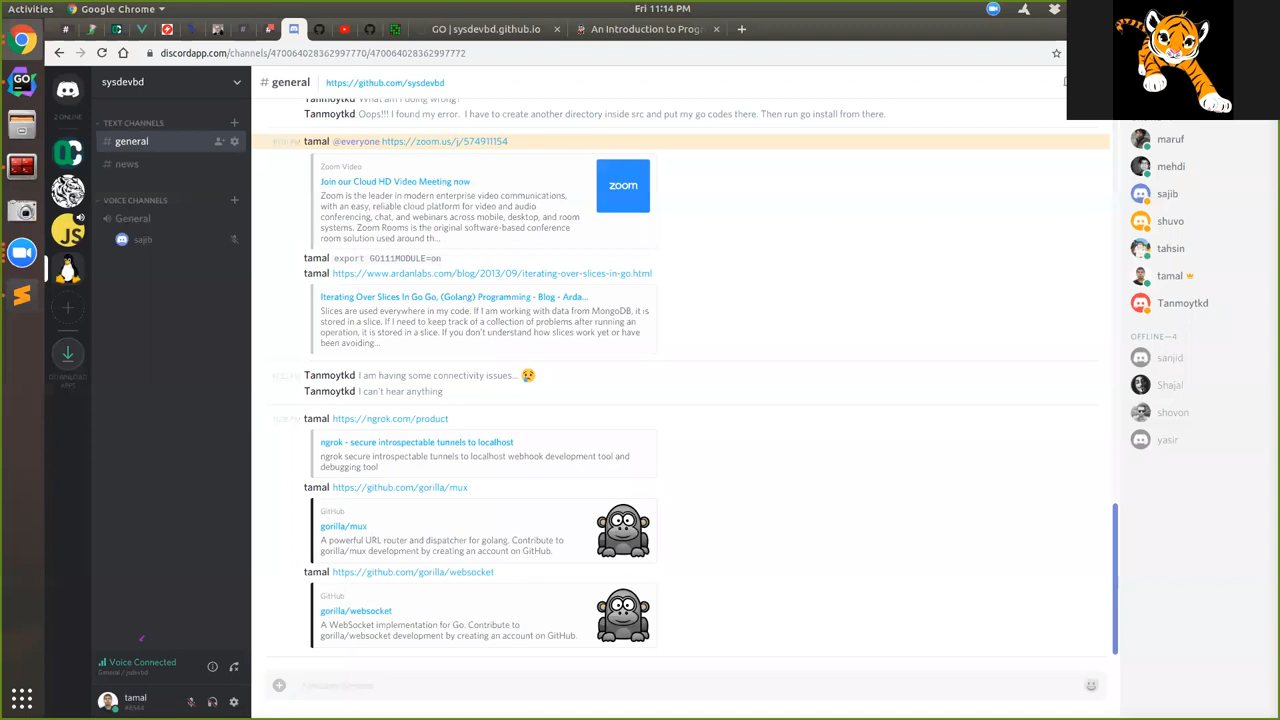 Activities
Google Chrome
Fri 11:14 PM
GO | sysdevbd.github.io
An Introduction to Prog
discordapp.com/channels/470064028362997770/470064028362997772
sysdevbd
# general
https://github.com/sysdevbd
2 ONLINE
TEXT CHANNELS
# general
# news
VOICE CHANNELS
General
sajib
DOWNLOAD
APPS
Voice Connected
General / sysdevbd
tamal
#6544
Tanmoytkd What am I doing wrong?
Tanmoytkd Oops!!! I found my error. I have to create another directory inside src and put my go codes there. Then run go install from there.
tamal @everyone https://zoom.us/j/574911154
Zoom Video
Join our Cloud HD Video Meeting now
Zoom is the leader in modern enterprise video communications,
with an easy, reliable cloud platform for video and audio
conferencing, chat, and webinars across mobile, desktop, and room
systems. Zoom Rooms is the original software-based conference
room solution used around th...
zoom
tamal export GO111MODULE=on
tamal https://www.ardanlabs.com/blog/2013/09/iterating-over-slices-in-go.html
Iterating Over Slices In Go Go, (Golang) Programming - Blog - Arda...
Slices are used everywhere in my code. If I am working with data from MongoDB, it is
stored in a slice. If I need to keep track of a collection of problems after running an
operation, it is stored in a slice. If you don't understand how slices work yet or have
been avoiding...
Tanmoytkd I am having some connectivity issues...
Tanmoytkd I can't hear anything
tamal https://ngrok.com/product
ngrok - secure introspectable tunnels to localhost
ngrok secure introspectable tunnels to localhost webhook development tool and
debugging tool
tamal https://github.com/gorilla/mux
GitHub
gorilla/mux
A powerful URL router and dispatcher for golang. Contribute to
gorilla/mux development by creating an account on GitHub.
tamal https://github.com/gorilla/websocket
GitHub
gorilla/websocket
A WebSocket implementation for Go. Contribute to
gorilla/websocket development by creating an account on GitHub.
maruf
mehdi
sajib
shuvo
tahsin
tamal
Tanmoytkd
OFFLINE—4
sanjid
Shajal
shovon
yasir